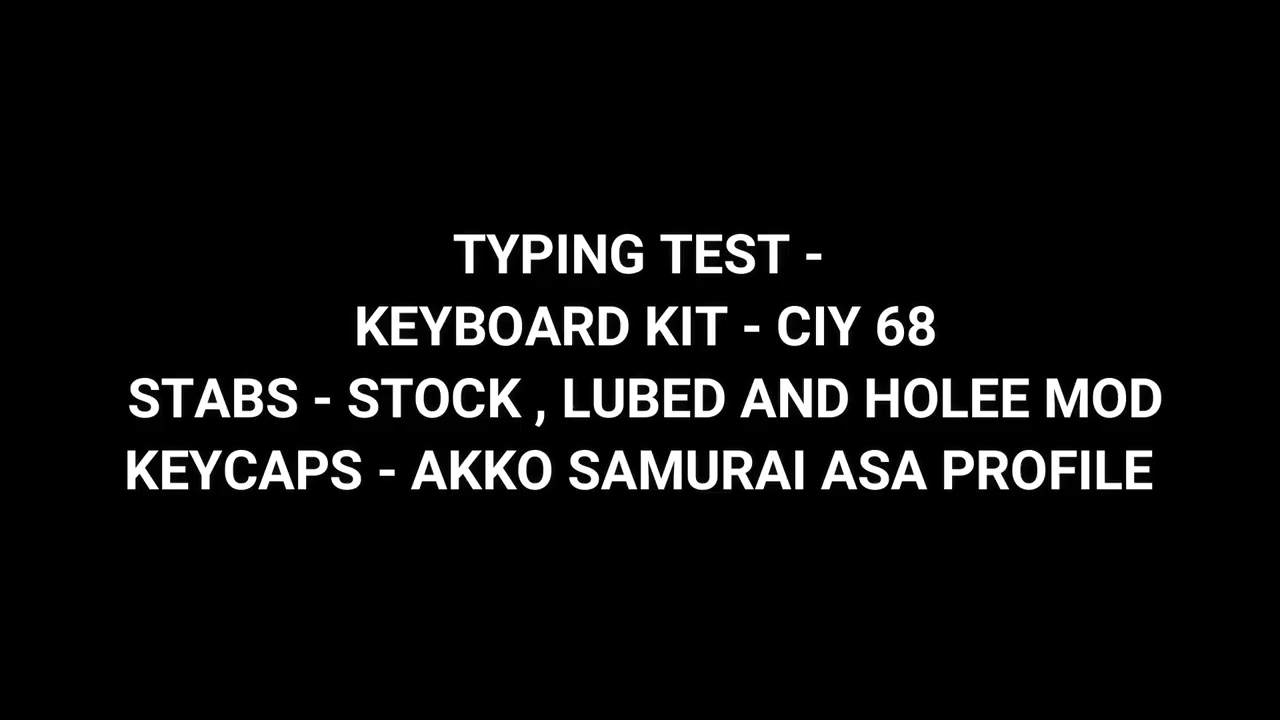 TYPING TEST -
KEYBOARD KIT - CIY 68
STABS - STOCK , LUBED AND HOLEE MOD
KEYCAPS - AKKO SAMURAI ASA PROFILE